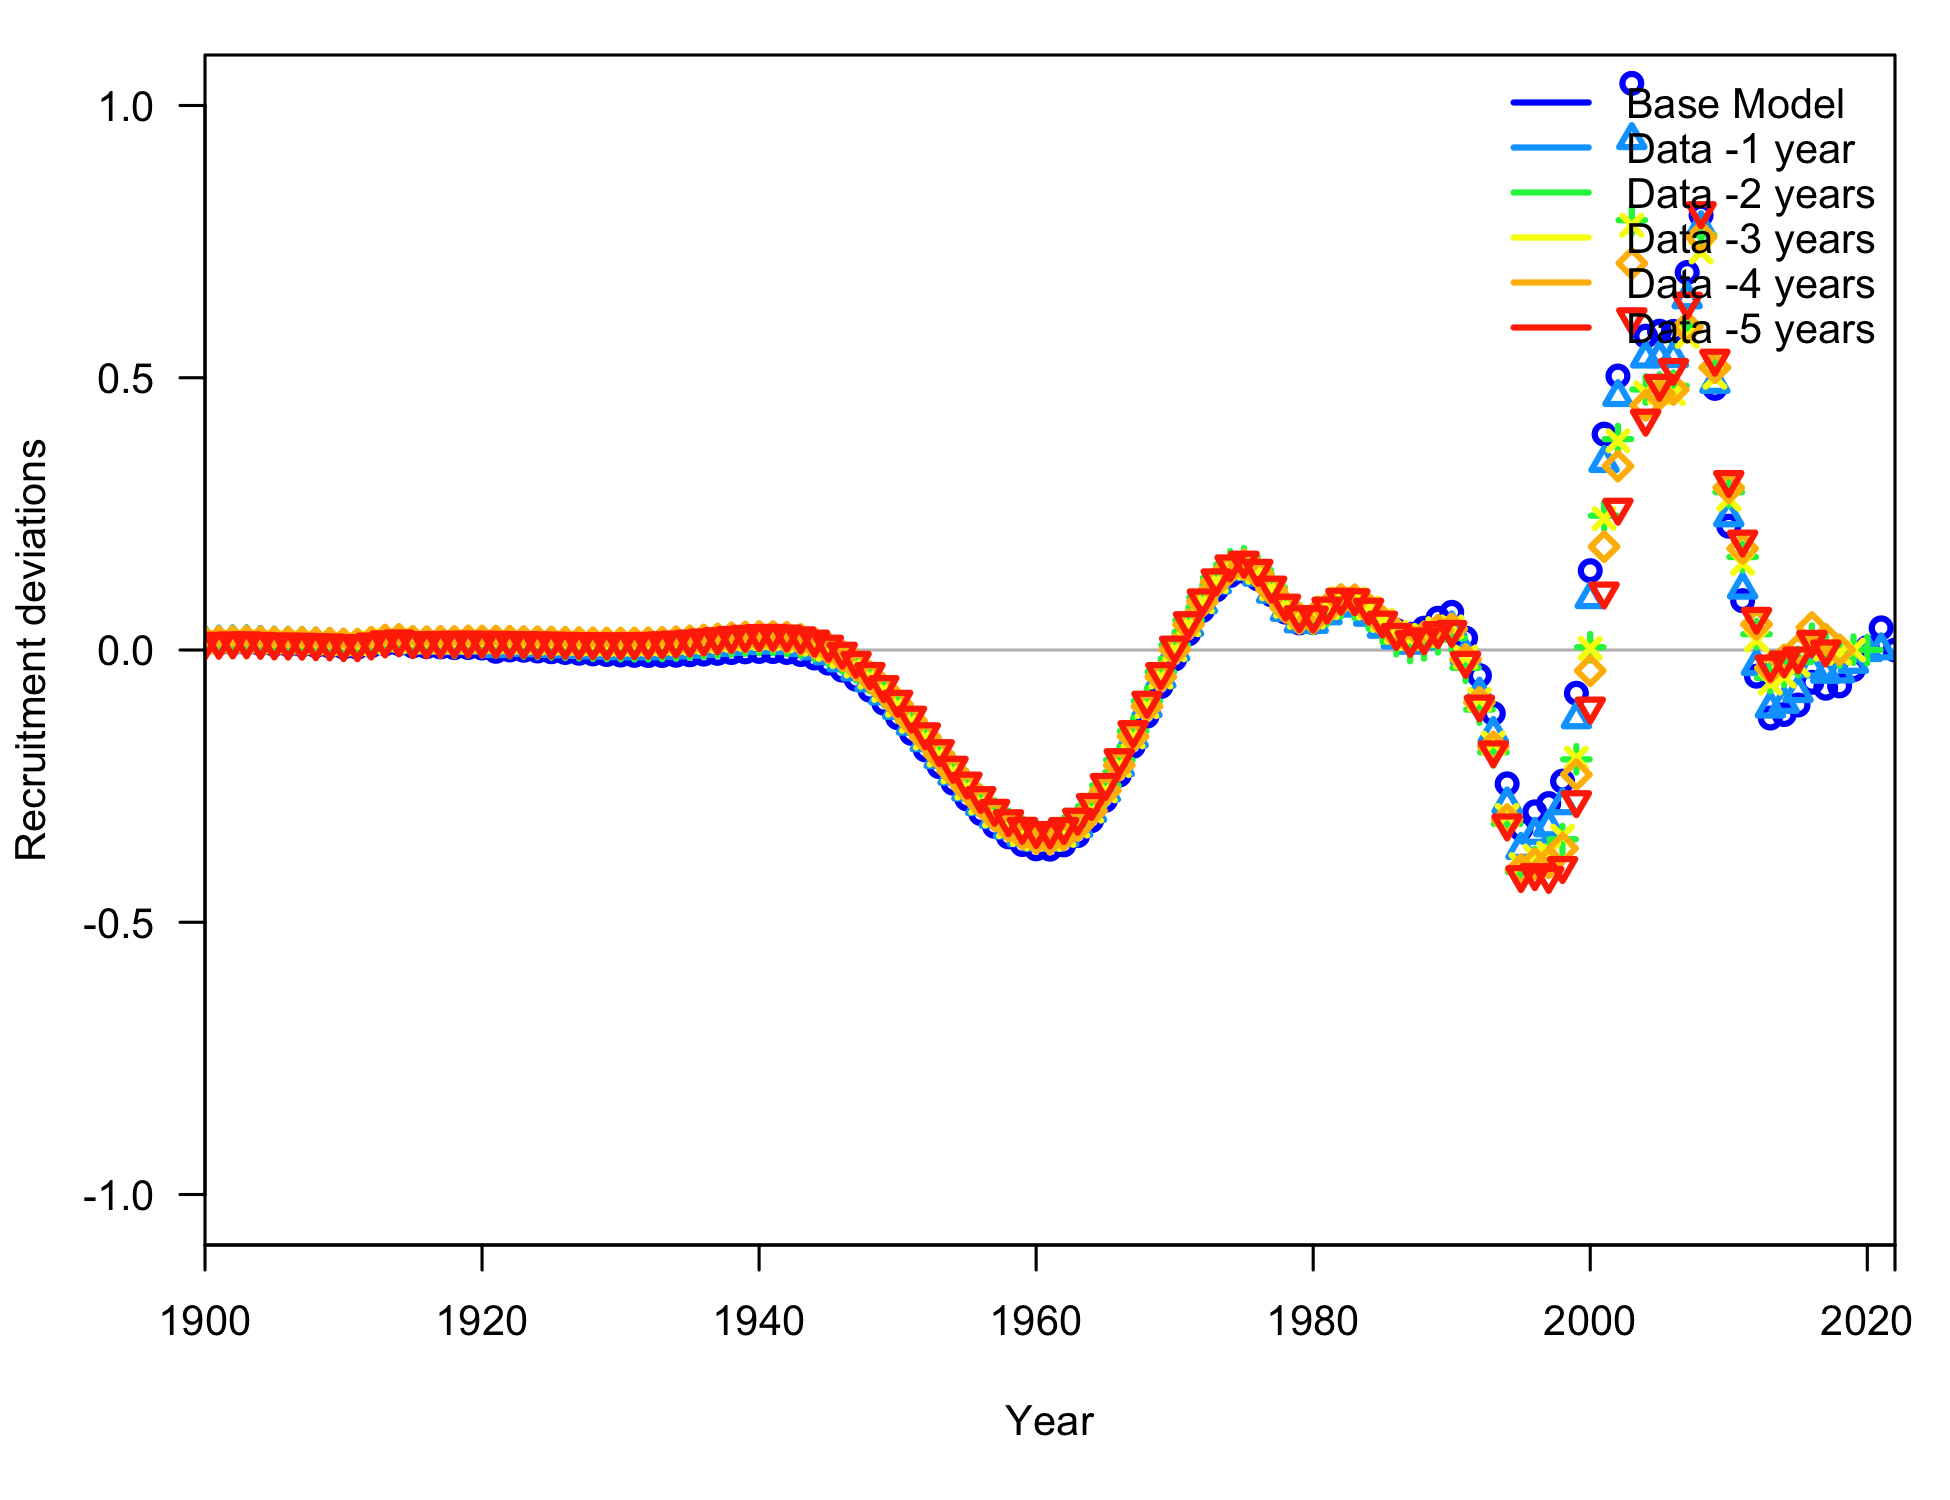 1.0
0.5
0.0
-0.5
-1.0
Recruitment deviations
Base Model
Data -1 year
Data -2 years
Data -3 years
Data -4 years
Data -5 years
1900 1920 1940 1960 1980 2000 2020
Year